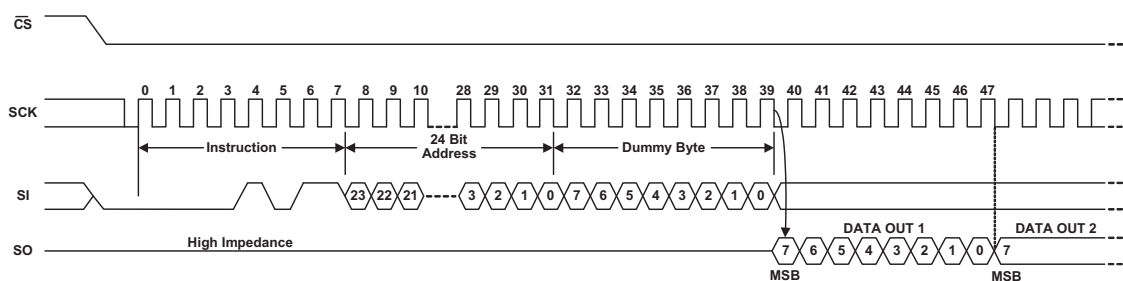 CS
0 1 2 3 4 5 6 7 8 9 10 28 29 30 31 32 33 34 35 36 37 38 39 40 41 42 43 44 45 46 47
SCK
Instruction
24 Bit
Address
Dummy Byte
SI
23 22 21 3 2 1 0 7 6 5 4 3 2 1 0
High Impedance
DATA OUT 1
DATA OUT 2
SO
7 6 5 4 3 2 1 0 7
MSB
MSB